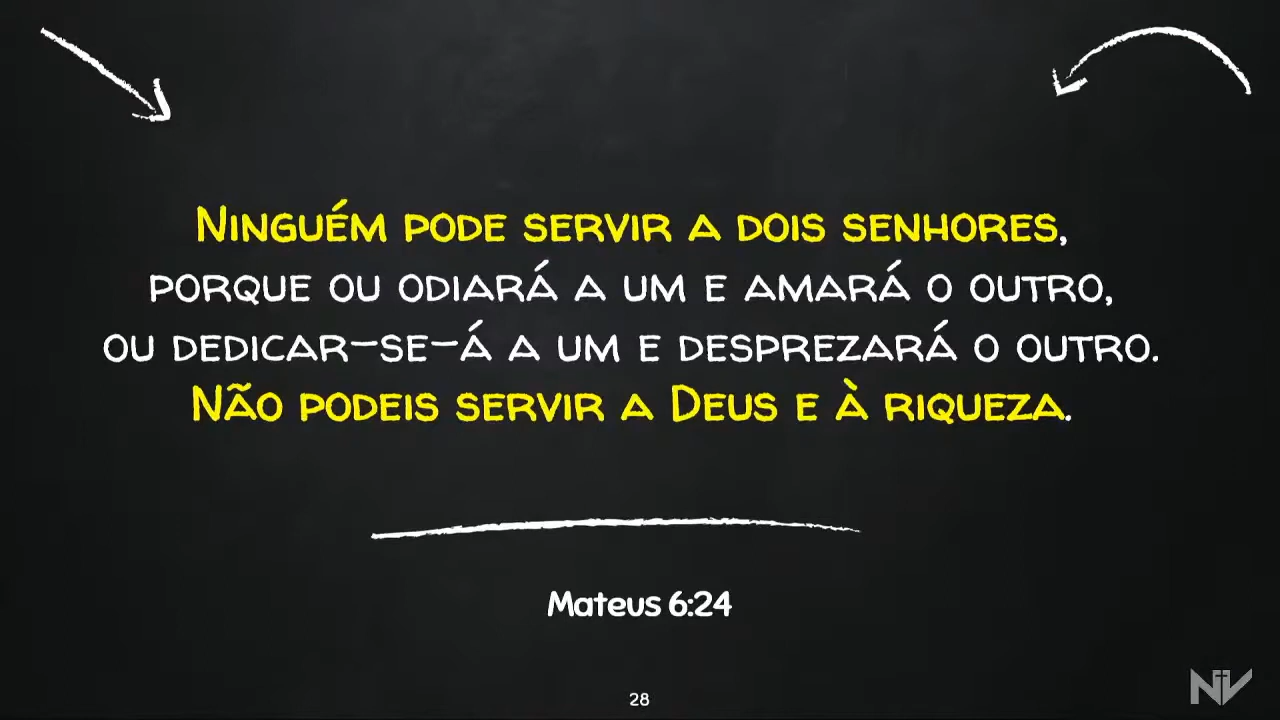 Ninguém pode servir a dois senhores,
porque ou odiará a um e amará o outro,
ou dedicar-se-á a um e desprezará o outro.
Não podeis servir a Deus e à riqueza.
Mateus 6:24
28
NV